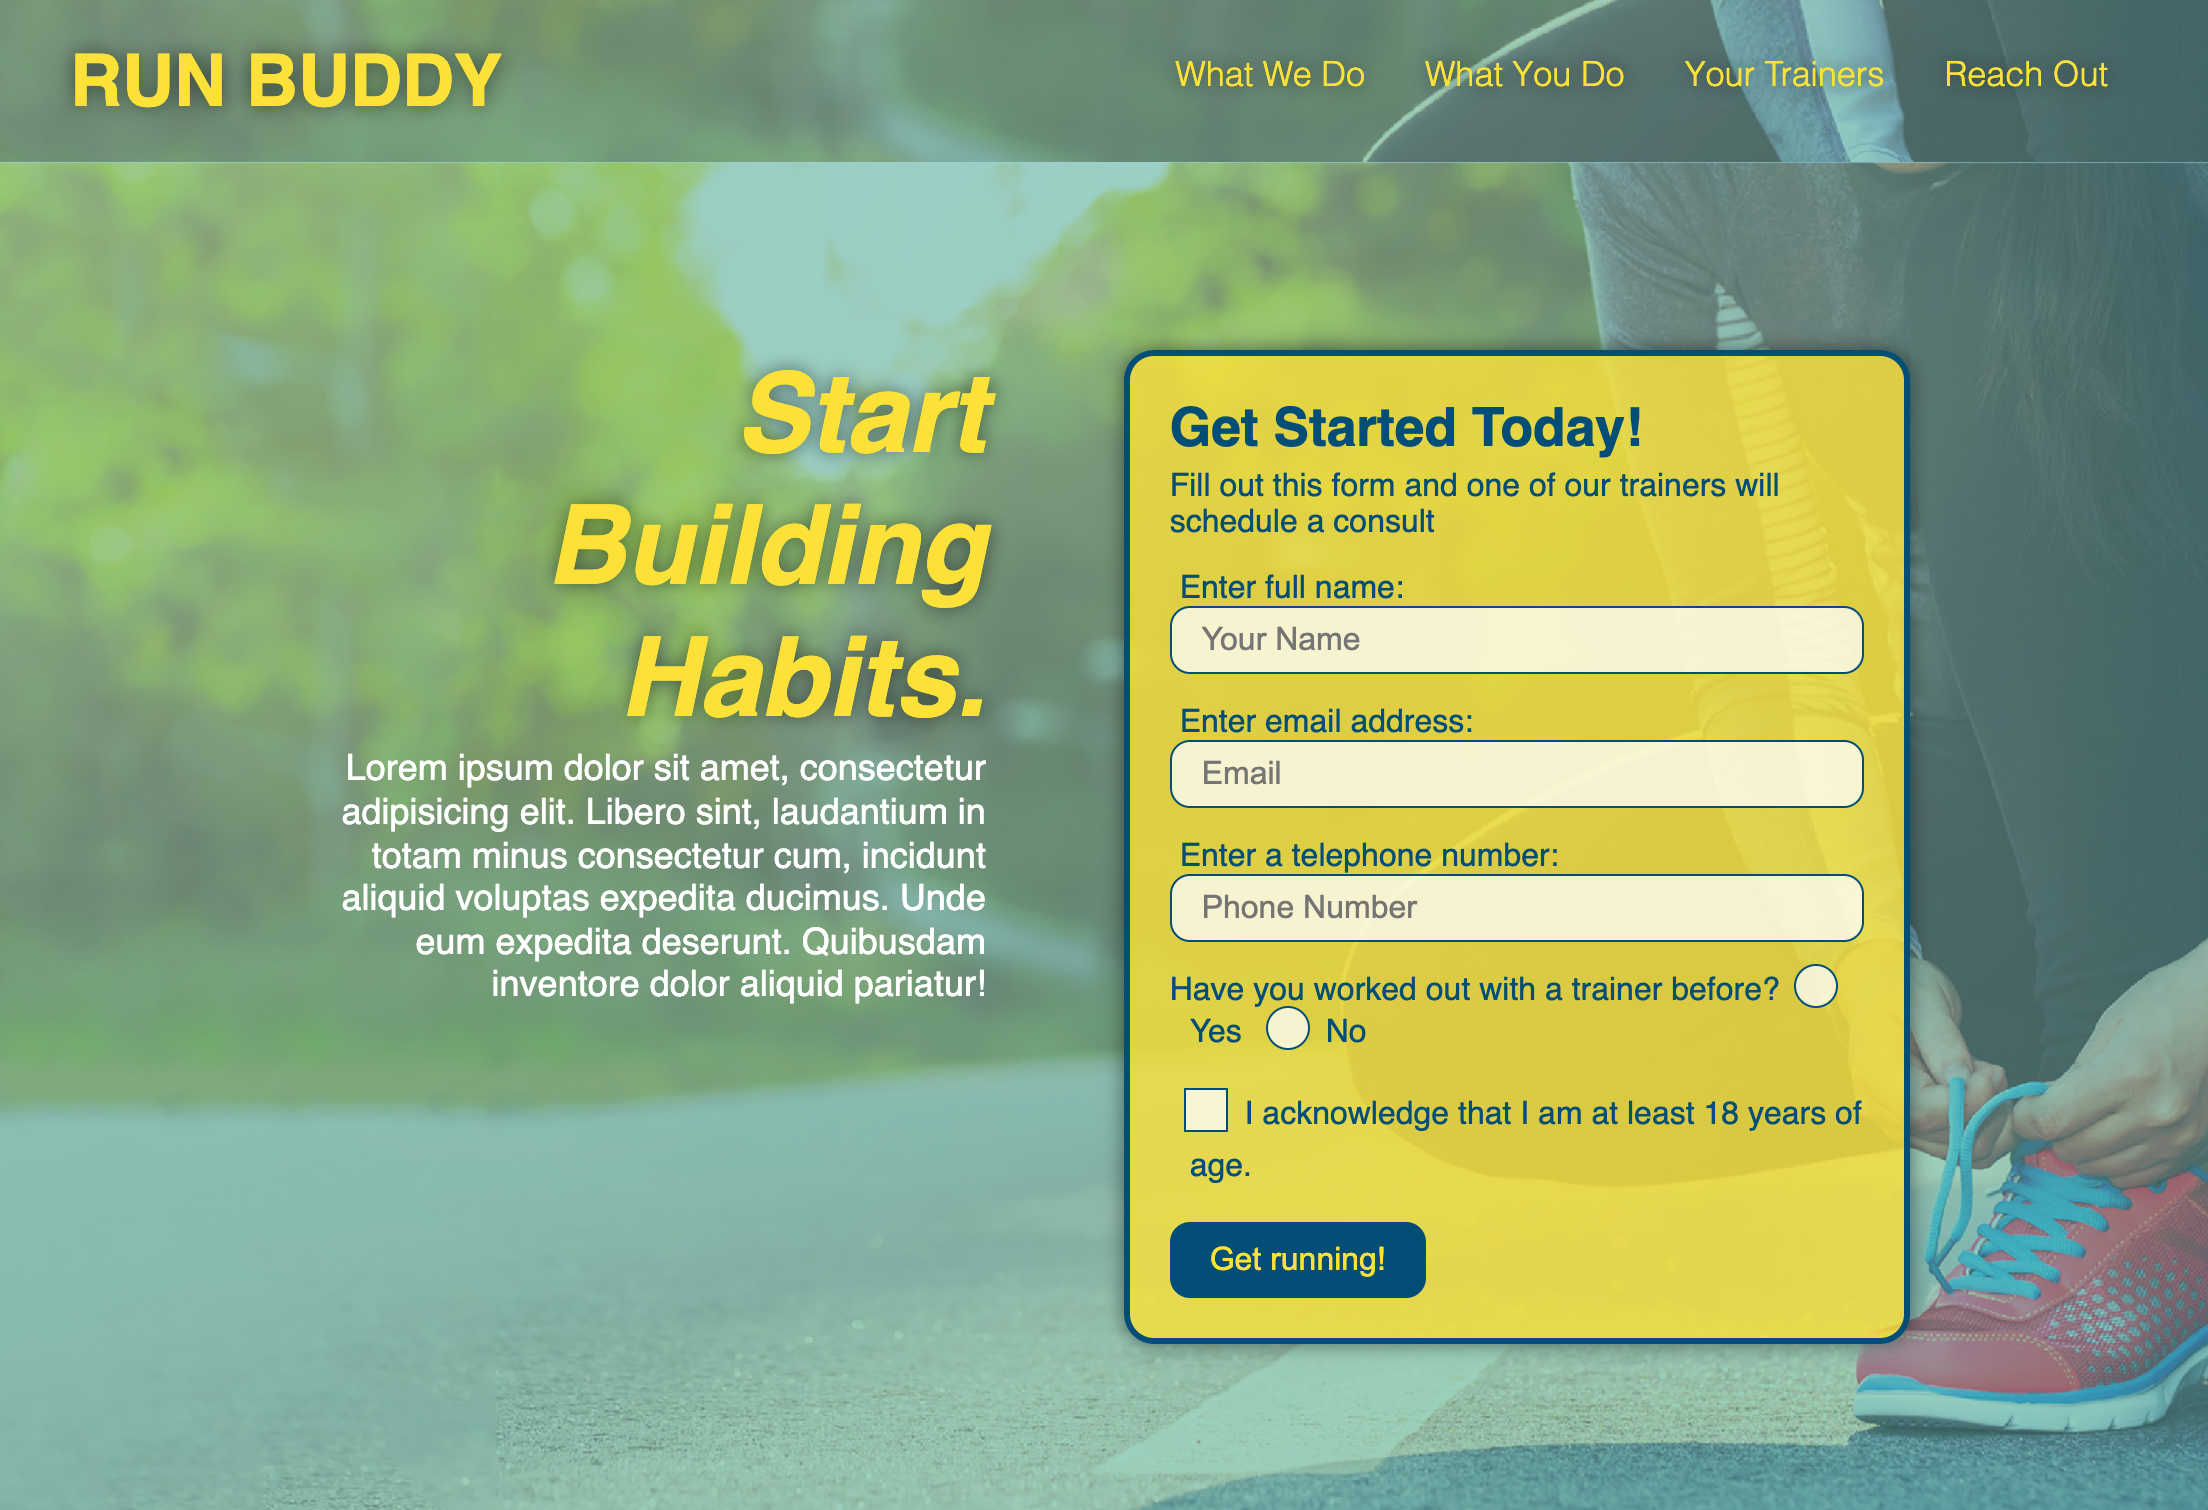 RUN BUDDY
What We Do What You Do Your Trainers Reach Out
Start
Building
Habits.
Lorem ipsum dolor sit amet, consectetur
adipisicing elit. Libero sint, laudantium in
totam minus consectetur cum, incidunt
aliquid voluptas expedita ducimus. Unde
eum expedita deserunt. Quibusdam
inventore dolor aliquid pariatur!
Get Started Today!
Fill out this form and one of our trainers will
schedule a consult
Enter full name:
Your Name
Enter email address:
Email
Enter a telephone number:
Phone Number
Have you worked out with a trainer before?
Yes No
I acknowledge that I am at least 18 years of
age.
Get running!